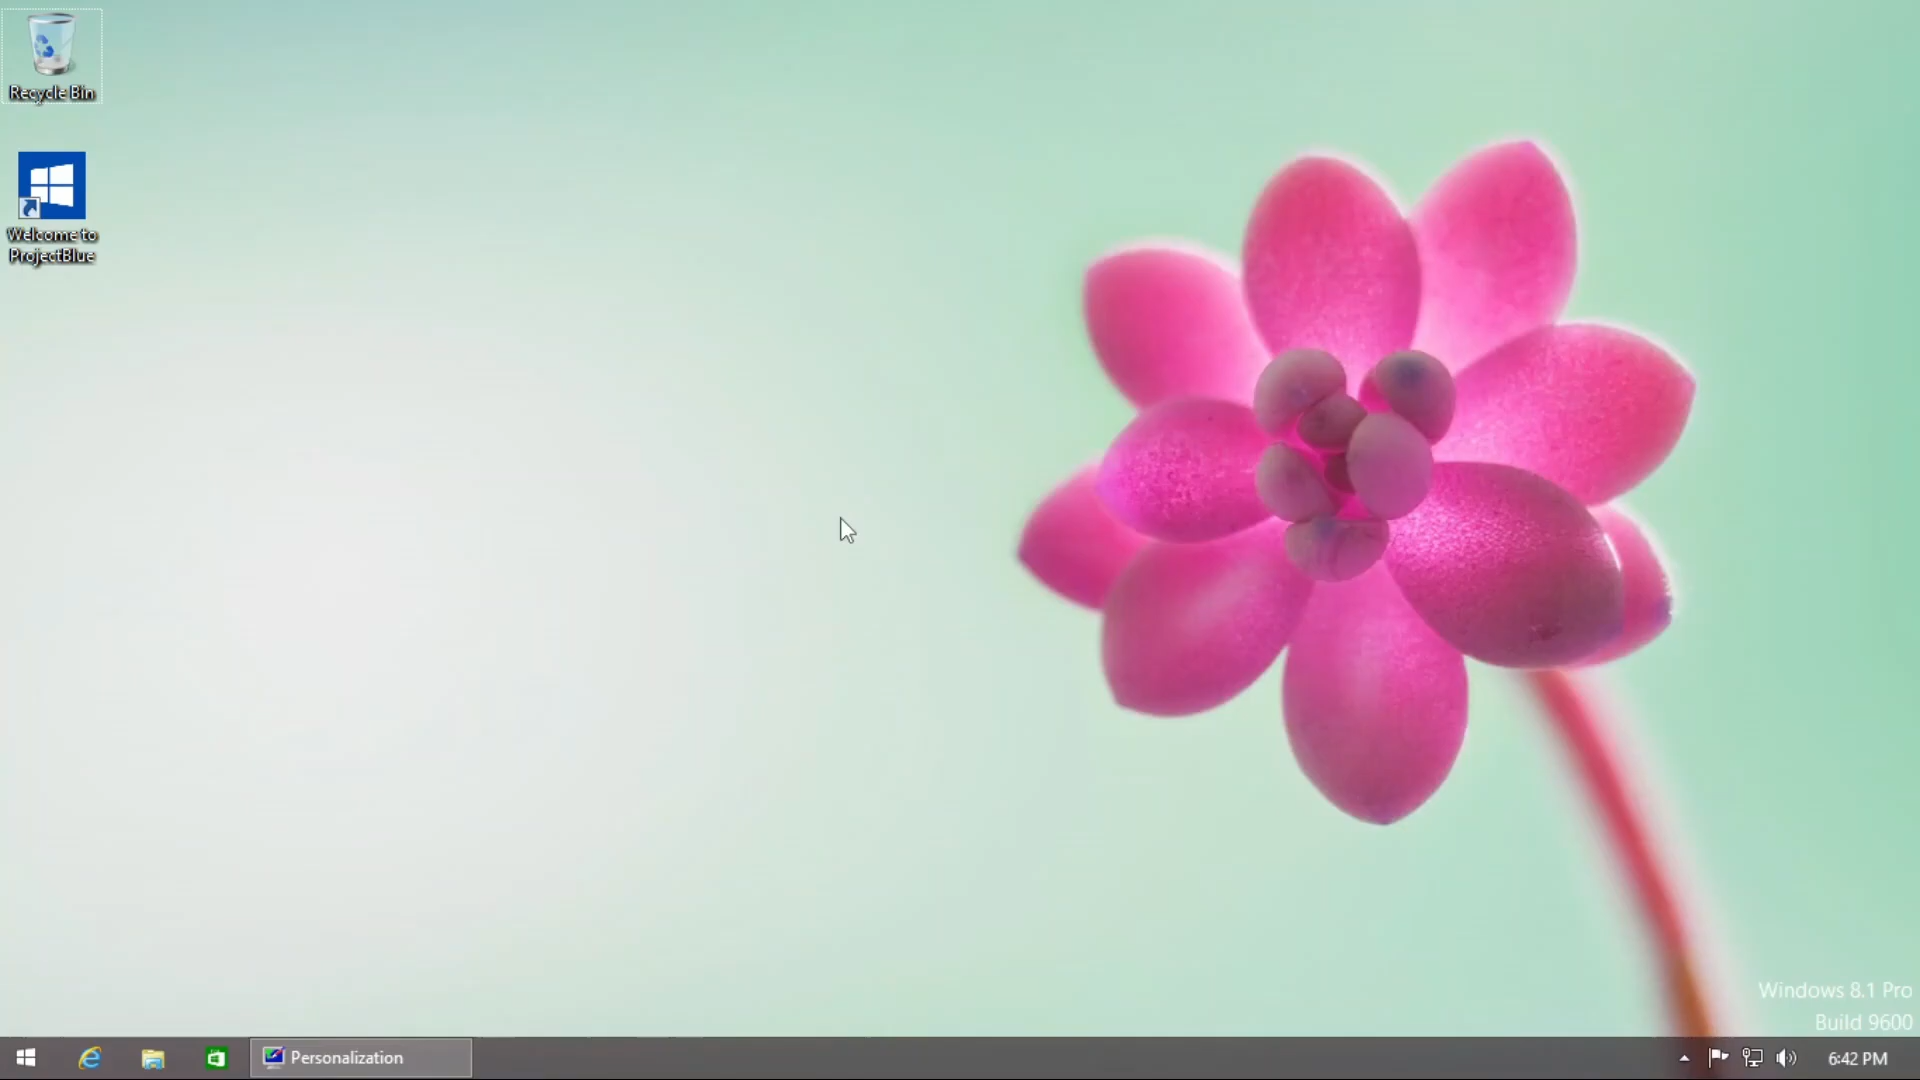 Recycle Bin
Welcome to
ProjectBlue
Windows 8.1 Pro
Build 9600
Personalization
6:42 PM